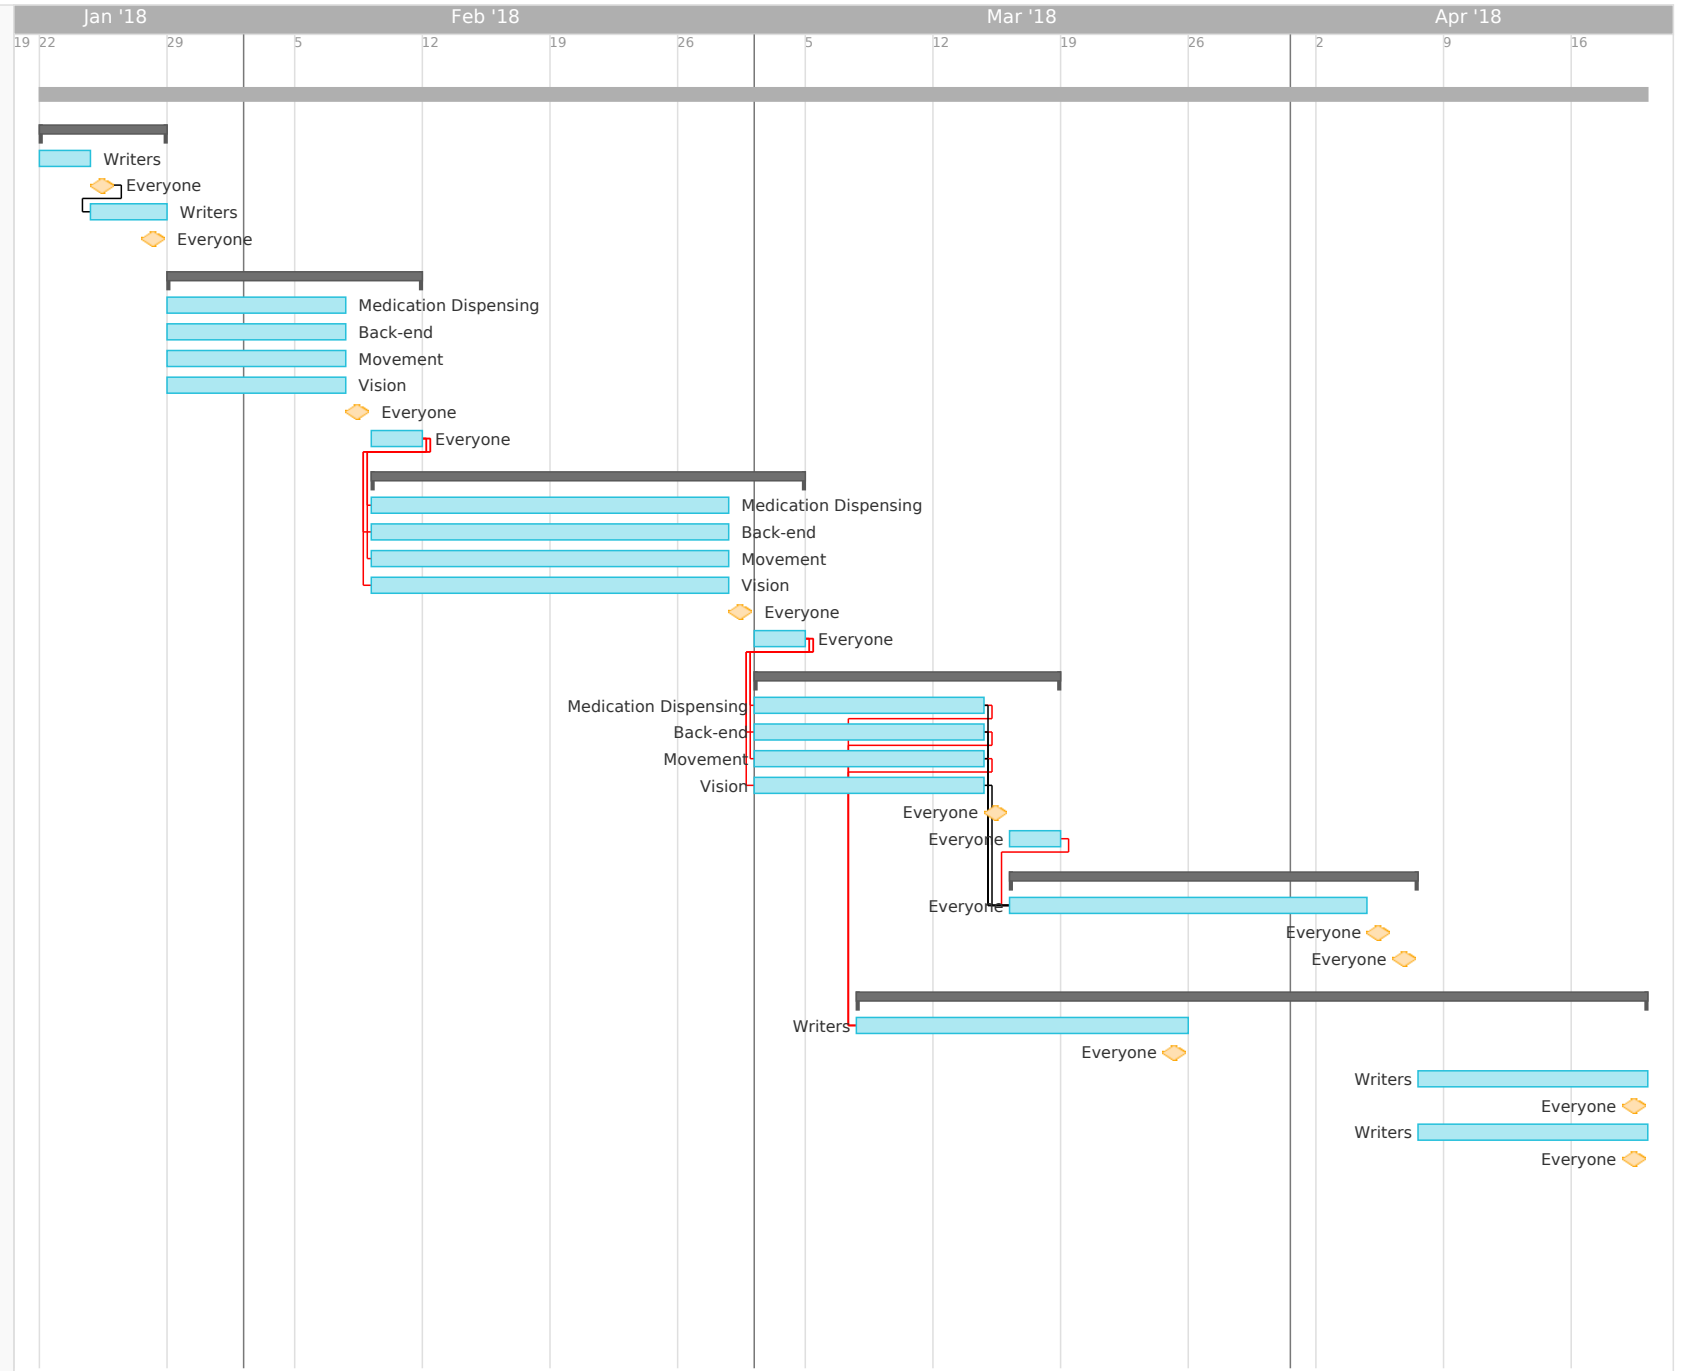 Jan '18 Feb '18 Mar '18 Apr '18
19 22 29 5 12 19 26 5 12 19 26 2 9 16
Writers
Everyone
Writers
Everyone
Medication Dispensing
Back-end
Movement
Vision
Everyone
Everyone
Medication Dispensing
Back-end
Movement
Vision
Everyone
Everyone
Medication Dispensing
Back-end
Movement
Vision
Everyone
Everyone
Everyone
Everyone
Everyone
Writers
Everyone
Writers
Everyone
Writers
Everyone